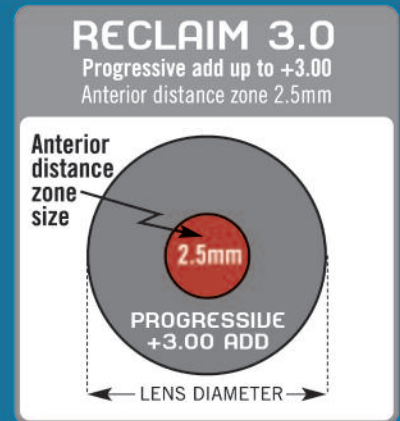 RECLAIM 3.0
Progressive add up to +3.00
Anterior distance zone 2.5mm
Anterior
distance
zone
size
2.5mm
PROGRESSIVE
+3.00 ADD
LENS DIAMETER